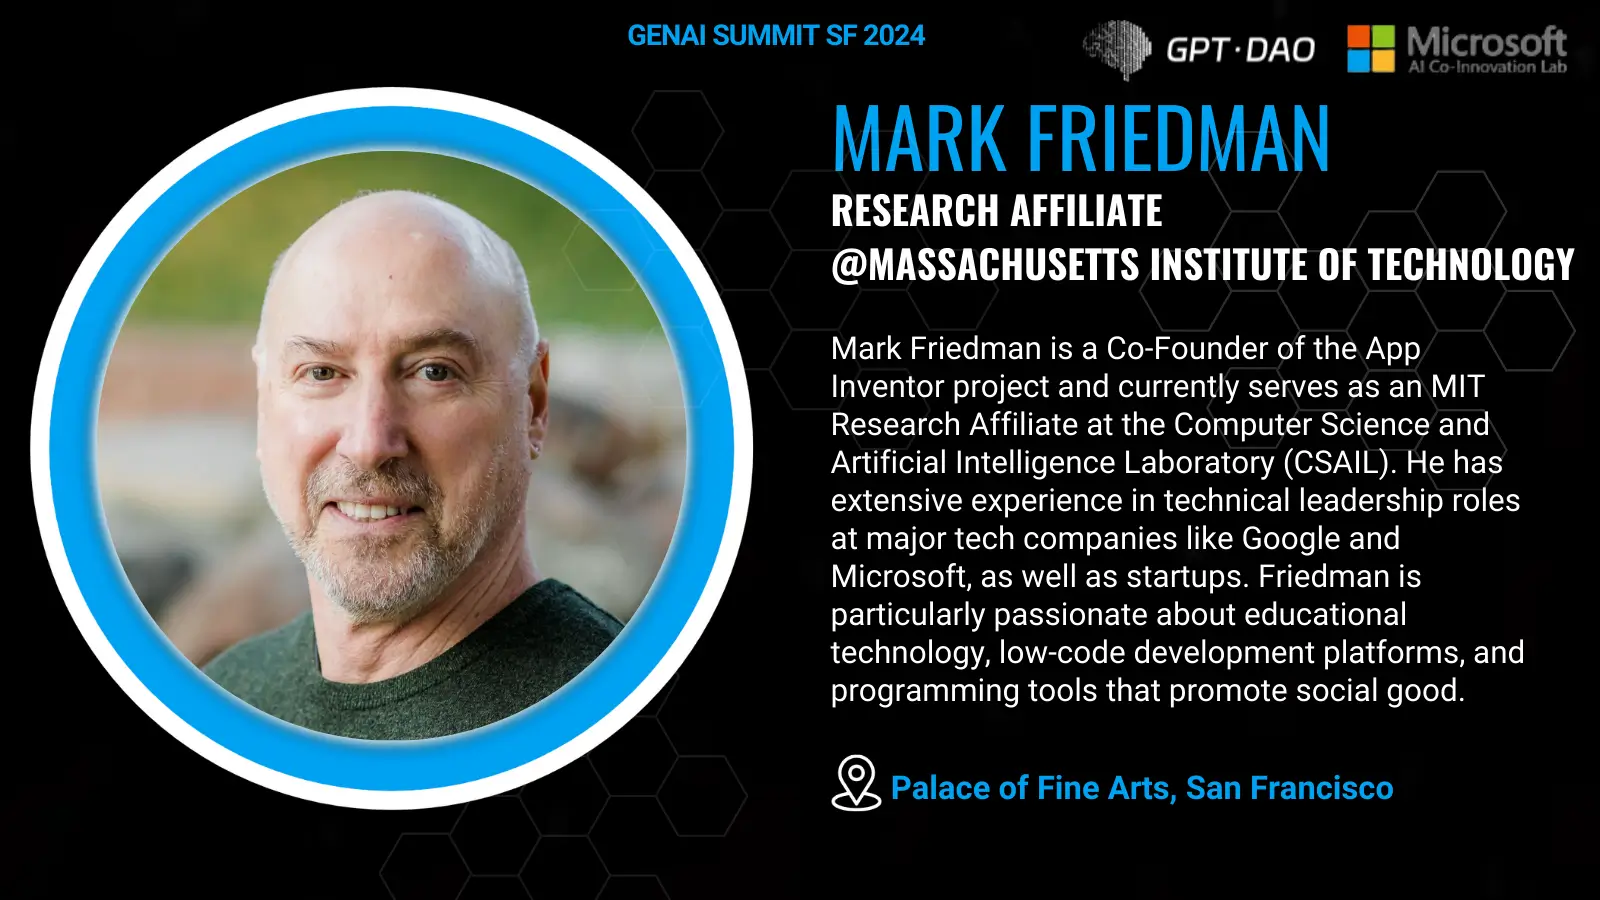 GENAI SUMMIT SF 2024
GPT·DAO
Microsoft
AI Co-Innovation Lab
MARK FRIEDMAN
RESEARCH AFFILIATE
@MASSACHUSETTS INSTITUTE OF TECHNOLOGY
Mark Friedman is a Co-Founder of the App
Inventor project and currently serves as an MIT
Research Affiliate at the Computer Science and
Artificial Intelligence Laboratory (CSAIL). He has
extensive experience in technical leadership roles
at major tech companies like Google and
Microsoft, as well as startups. Friedman is
particularly passionate about educational
technology, low-code development platforms, and
programming tools that promote social good.
Palace of Fine Arts, San Francisco